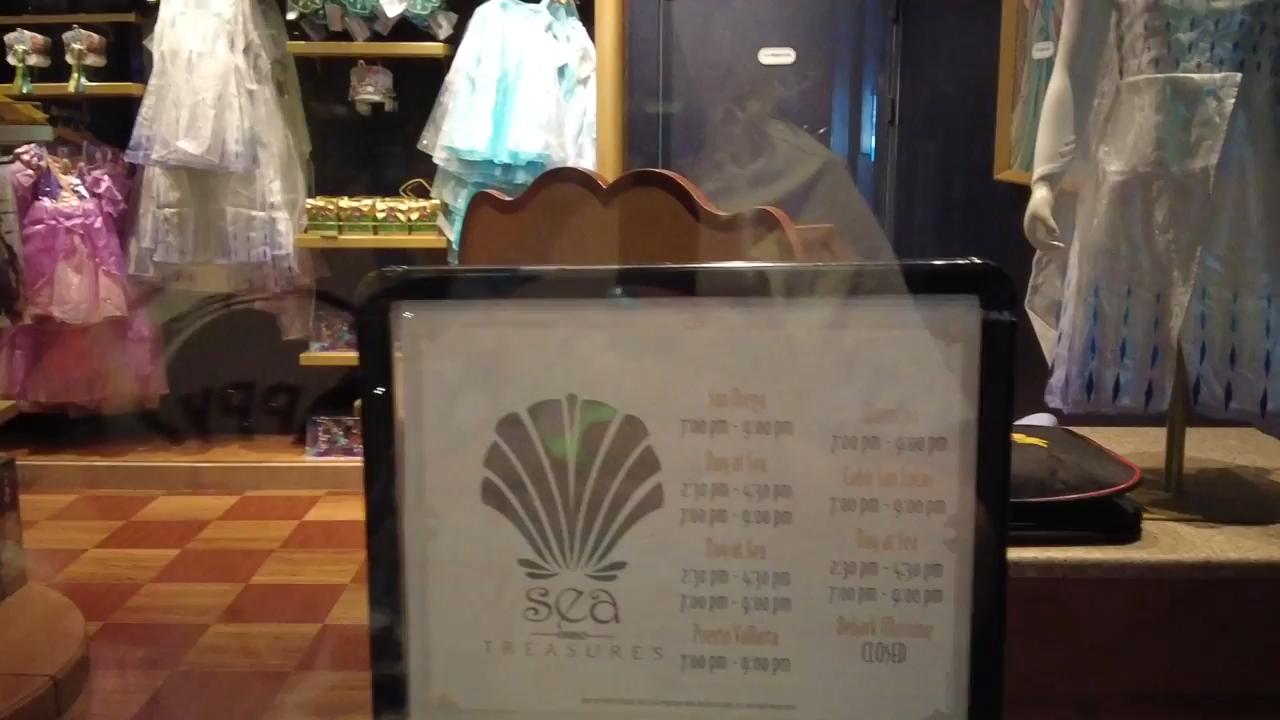 sea
TREASURES
San Diego
7:00 pm - 9:00 pm
Day at Sea
2:30 pm - 4:30 pm
7:00 pm - 9:00 pm
Day at Sea
2:30 pm - 4:30 pm
7:00 pm - 9:00 pm
Puerto Vallarta
7:00 pm - 9:00 pm
7:00 pm - 9:00 pm
Cabo San Lucas
7:00 pm - 9:00 pm
Day at Sea
2:30 pm - 4:30 pm
7:00 pm - 9:00 pm
Debark Morning
CLOSED